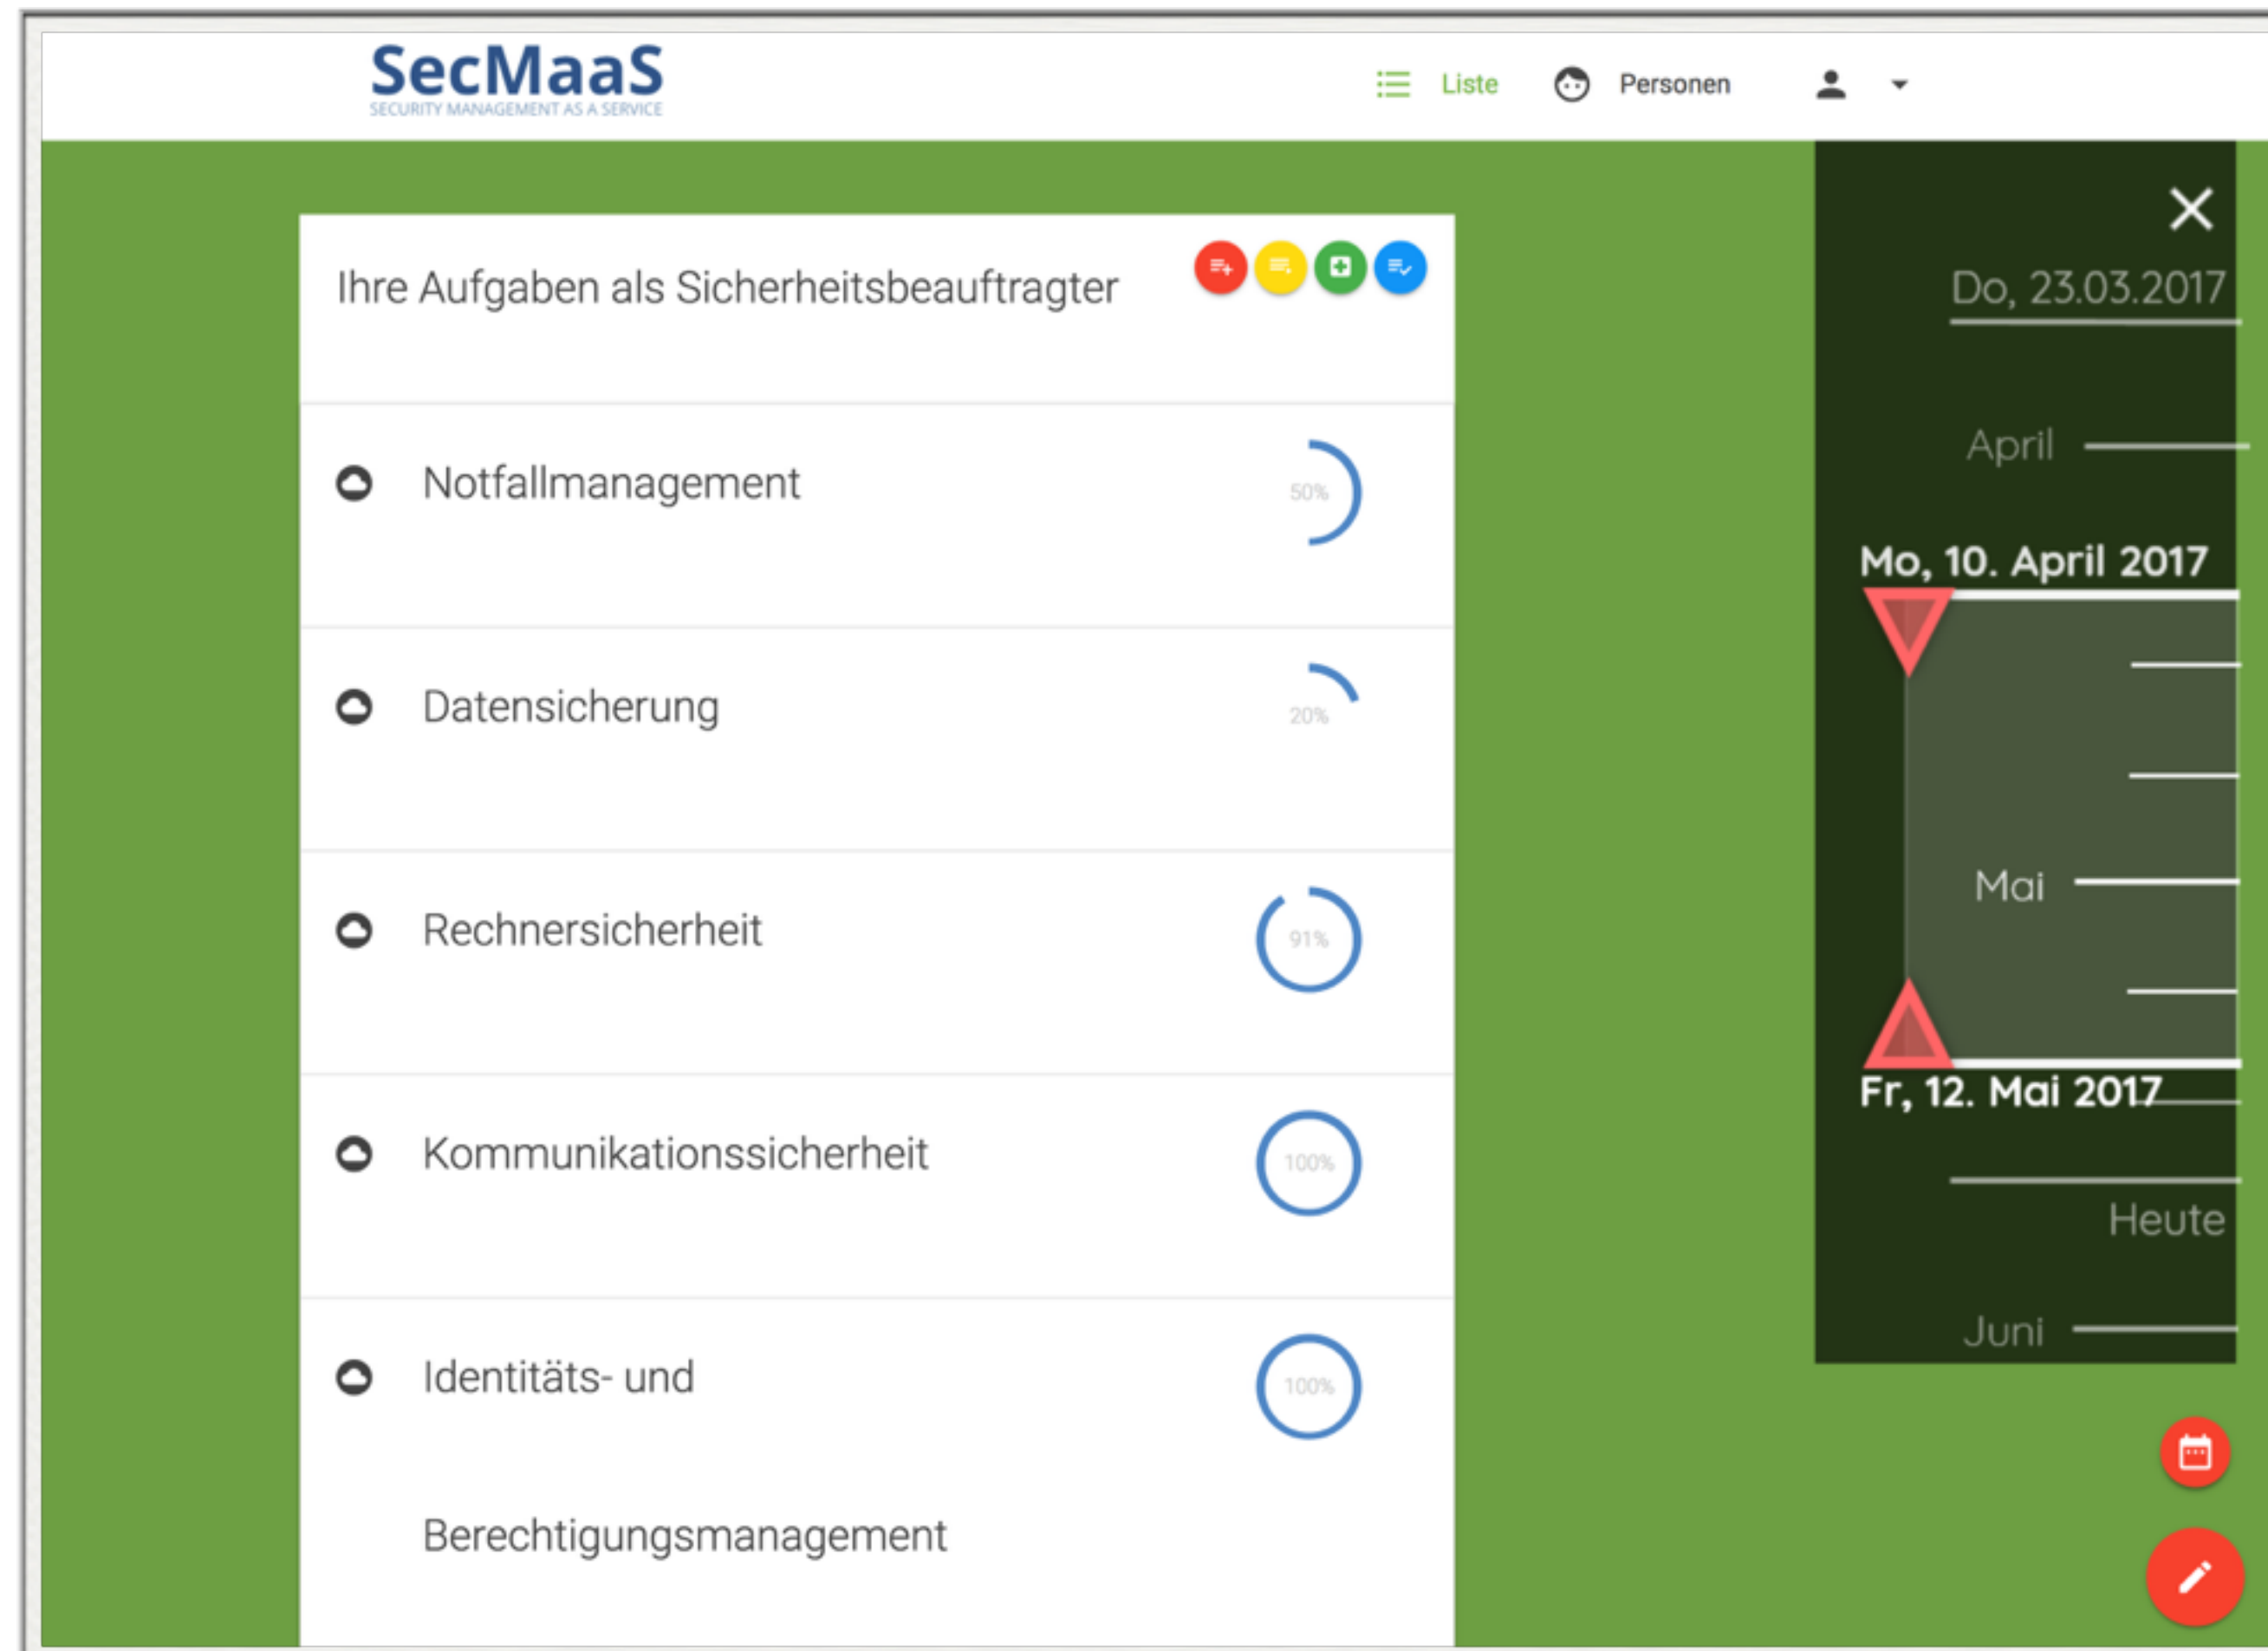 SecMaaS
SECURITY MANAGEMENT AS A SERVICE
Liste
Personen
Ihre Aufgaben als Sicherheitsbeauftragter
Notfallmanagement
50%
Datensicherung
20%
Rechnersicherheit
91%
Kommunikationssicherheit
100%
Identitäts- und
100%
Berechtigungsmanagement
Do, 23.03.2017
April
Mo, 10. April 2017
Mai
Fr, 12. Mai 2017
Heute
Juni